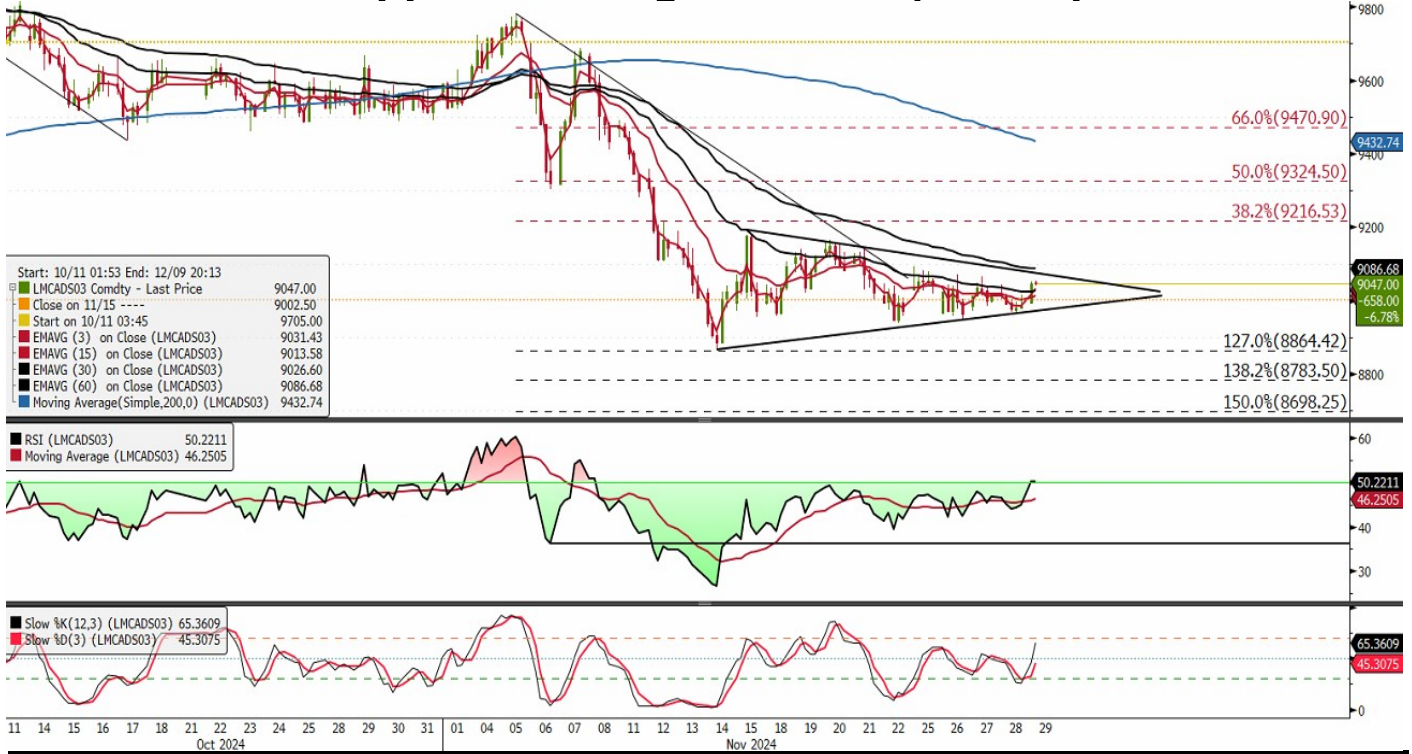 9800
9600
66.0%(9470.90)
9432.74
9400
50.0%(9324.50)
38.2%(9216.53)
9200
Start: 10/11 01:53 End: 12/09 20:13
LMCADS03 Comdty - Last Price 9047.00
Close on 11/15 ---- 9002.50
Start on 10/11 03:45 9705.00
EMAVG (3) on Close (LMCADS03) 9031.43
EMAVG (15) on Close (LMCADS03) 9013.58
EMAVG (30) on Close (LMCADS03) 9026.60
EMAVG (60) on Close (LMCADS03) 9086.68
Moving Average(Simple,200,0) (LMCADS03) 9432.74
9086.68
9047.00
-658.00
-6.78%
127.0%(8864.42)
138.2%(8783.50)
8800
150.0%(8698.25)
RSI (LMCADS03) 50.2211
Moving Average (LMCADS03) 46.2505
60
50.2211
46.2505
40
30
Slow %K(12,3) (LMCADS03) 65.3609
Slow %D(3) (LMCADS03) 45.3075
65.3609
45.3075
0
11 14 15 16 17 18 21 22 23 24 25 28 29 30 31 01 04 05 06 07 08 11 12 13 14 15 18 19 20 21 22 25 26 27 28 29
Oct 2024 Nov 2024